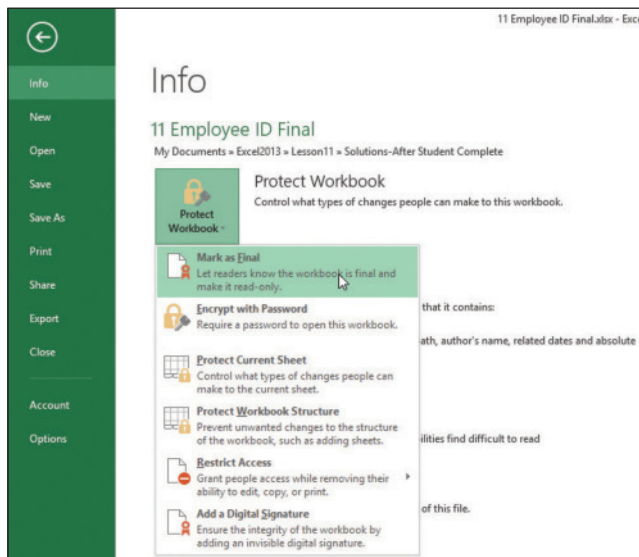 11 Employee ID Final.xlsx - Exce
Info
New
Open
Save
Save As
Print
Share
Export
Close
Account
Options
Info
11 Employee ID Final
My Documents » Excel2013 » Lesson11 » Solutions-After Student Complete
Protect
Workbook
Protect Workbook
Control what types of changes people can make to this workbook.
Mark as Final
Let readers know the workbook is final and
make it read-only.
Encrypt with Password
Require a password to open this workbook.
Protect Current Sheet
Control what types of changes people can
make to the current sheet.
Protect Workbook Structure
Prevent unwanted changes to the structure
of the workbook, such as adding sheets.
Restrict Access
Grant people access while removing their
ability to edit, copy, or print.
Add a Digital Signature
Ensure the integrity of the workbook by
adding an invisible digital signature.
that it contains:
ath, author's name, related dates and absolute
ilities find difficult to read
of this file.